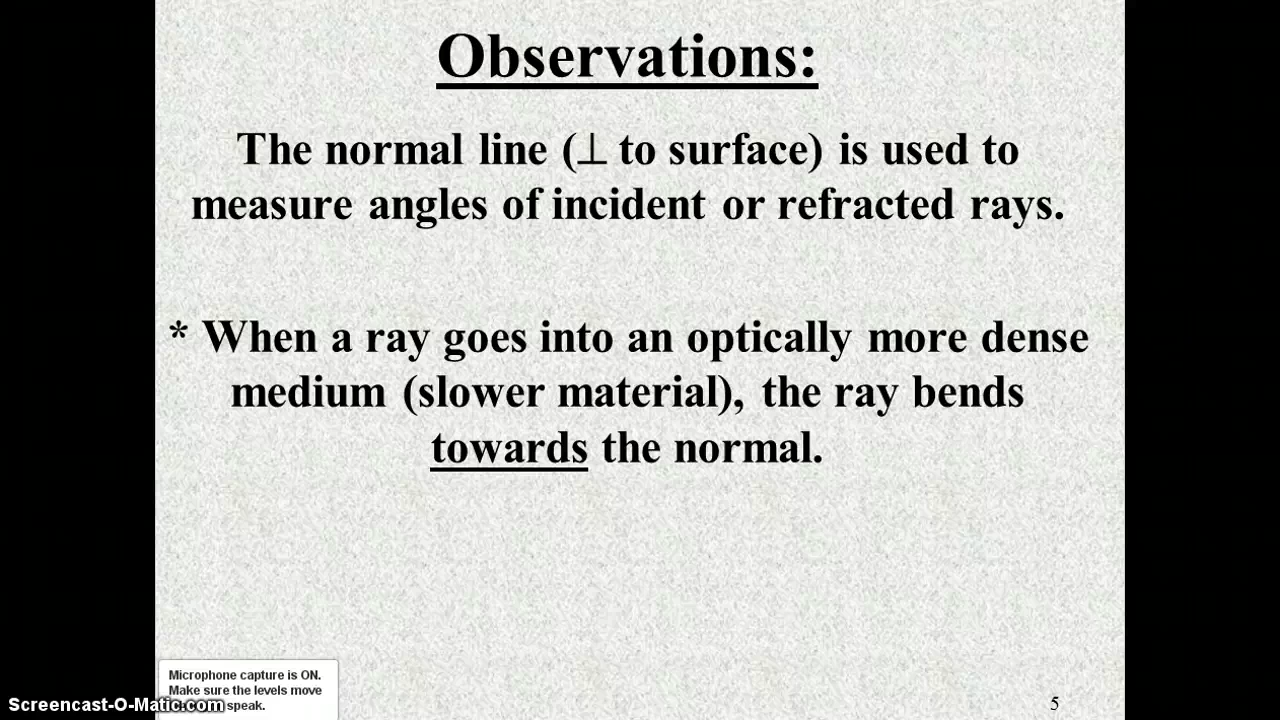 Observations:
The normal line (⊥ to surface) is used to
measure angles of incident or refracted rays.
* When a ray goes into an optically more dense
medium (slower material), the ray bends
towards the normal.
Microphone capture is ON.
Make sure the levels move
speak.
Screencast-O-Matic.com
5